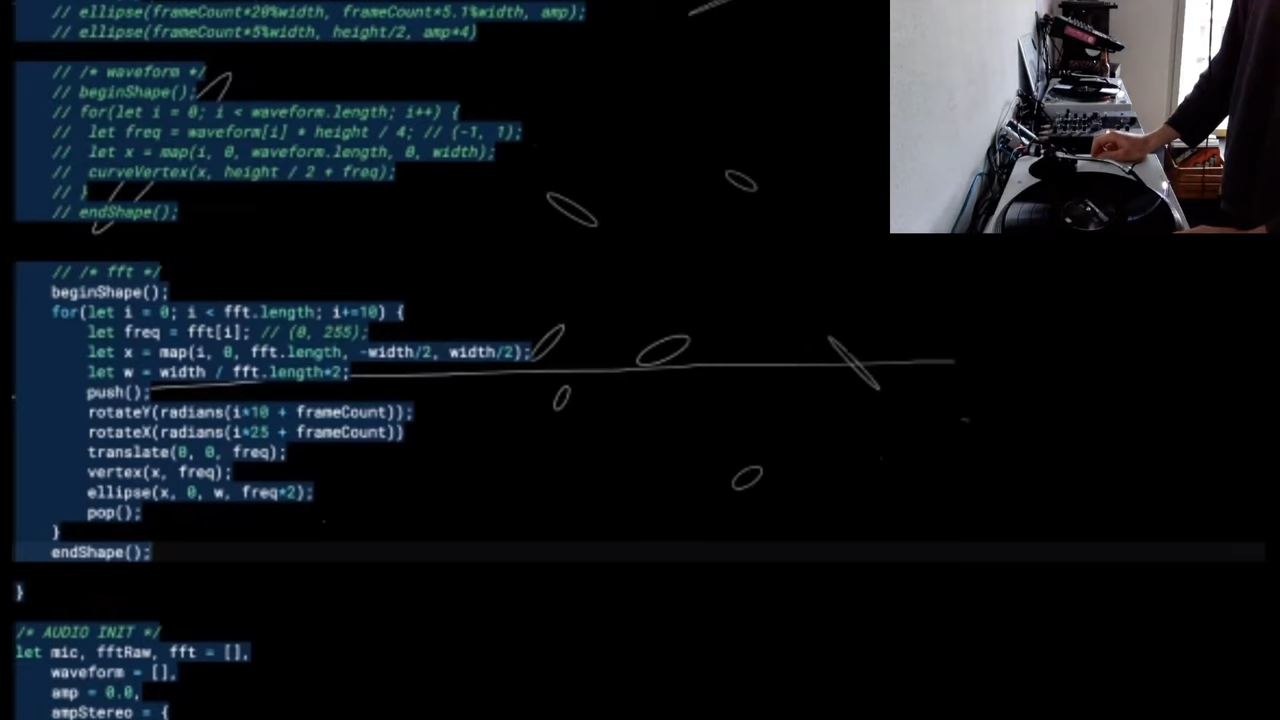 // ellipse(frameCount*20%width, frameCount*5.1%width, amp);
// ellipse(frameCount*5%width, height/2, amp*4)
// /* waveform */
// beginShape();
// for(let i = 0; i < waveform.length; i++) {
//  let freq = waveform[i] * height / 4; // (-1, 1);
//  let x = map(i, 0, waveform.length, 0, width);
//  curveVertex(x, height / 2 + freq);
// }
// endShape();
// /* fft */
beginShape();
for(let i = 0; i < fft.length; i+=10) {
let freq = fft[i]; // (0, 255);
let x = map(i, 0, fft.length, -width/2, width/2);
let w = width / fft.length*2;
push();
rotateY(radians(i*10 + frameCount));
rotateX(radians(i*25 + frameCount))
translate(0, 0, freq);
vertex(x, freq);
ellipse(x, 0, w, freq*2);
pop();
}
endShape();
}
/* AUDIO INIT */
let mic, fftRaw, fft = [],
waveform = [],
amp = 0.0,
ampStereo = {